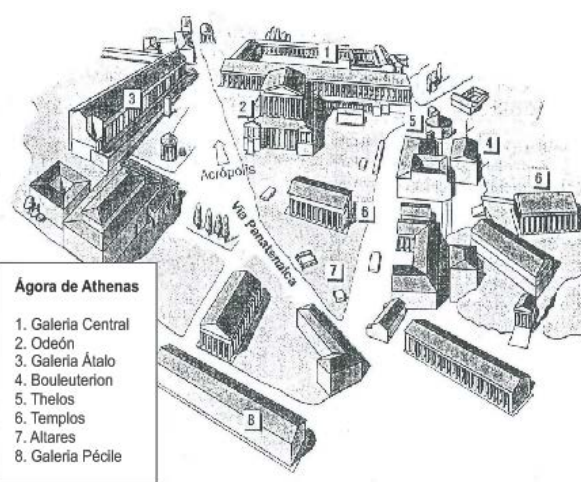 1
3
2
5
4
Acrópolis
6
6
Via Panatenaica
7
8
Ágora de Athenas
1. Galeria Central
2. Odeón
3. Galeria Átalo
4. Bouleuterion
5. Thelos
6. Templos
7. Altares
8. Galeria Pécile